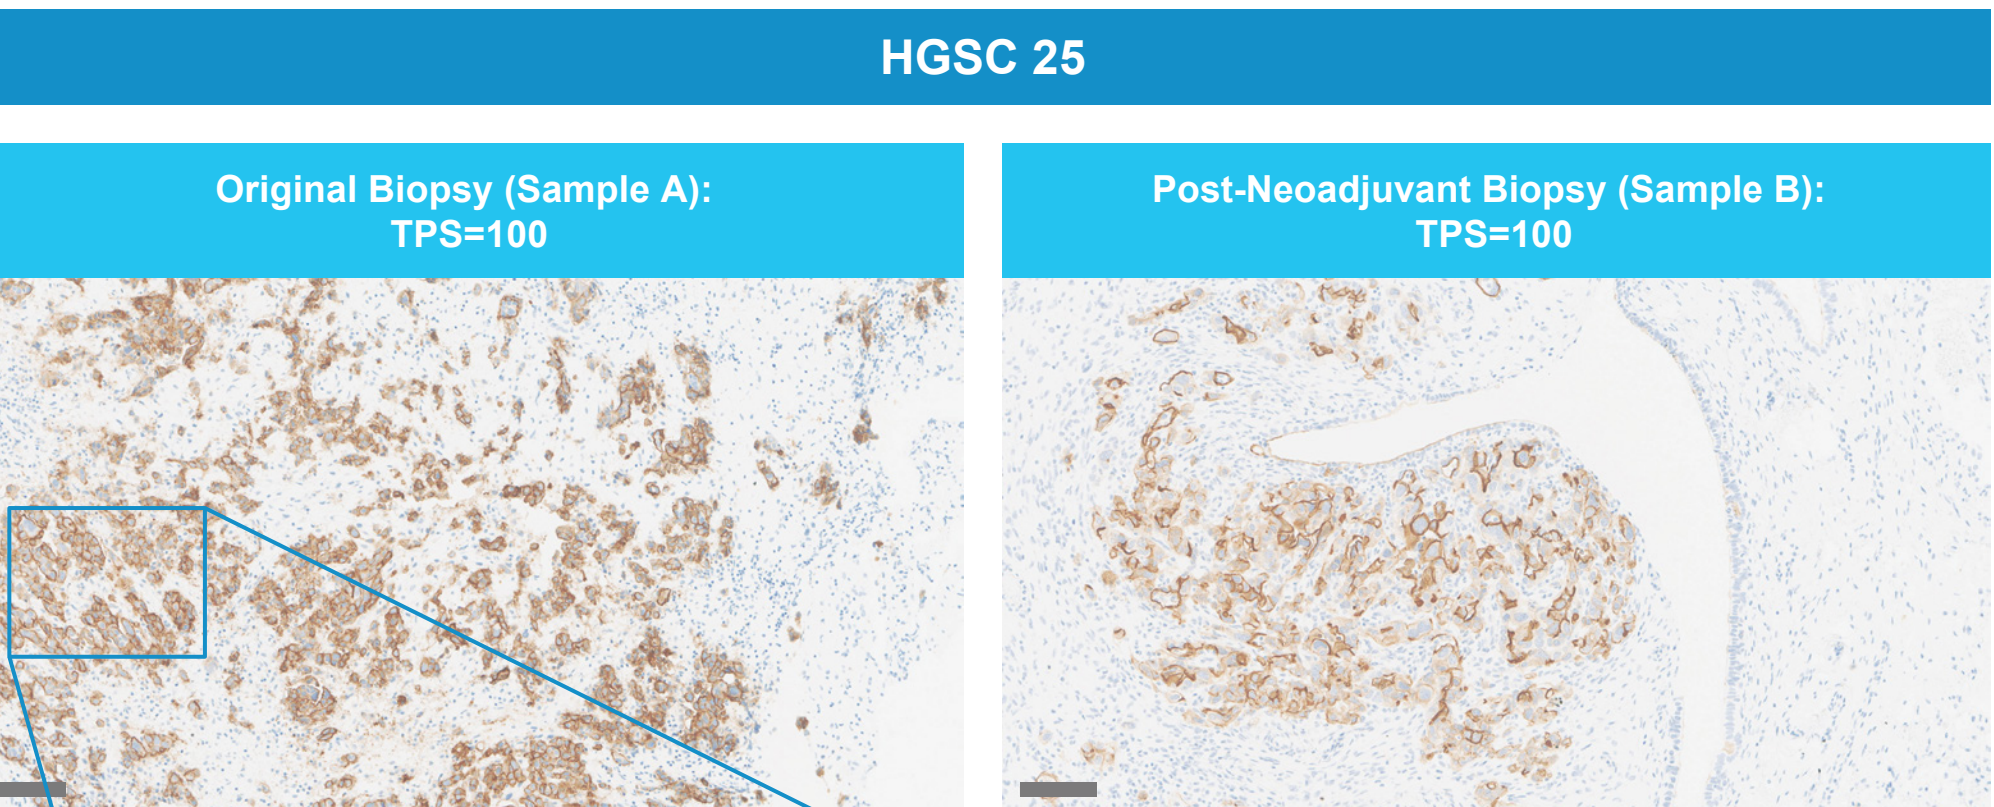 HGSC 25
Original Biopsy (Sample A):
TPS=100
Post-Neoadjuvant Biopsy (Sample B):
TPS=100